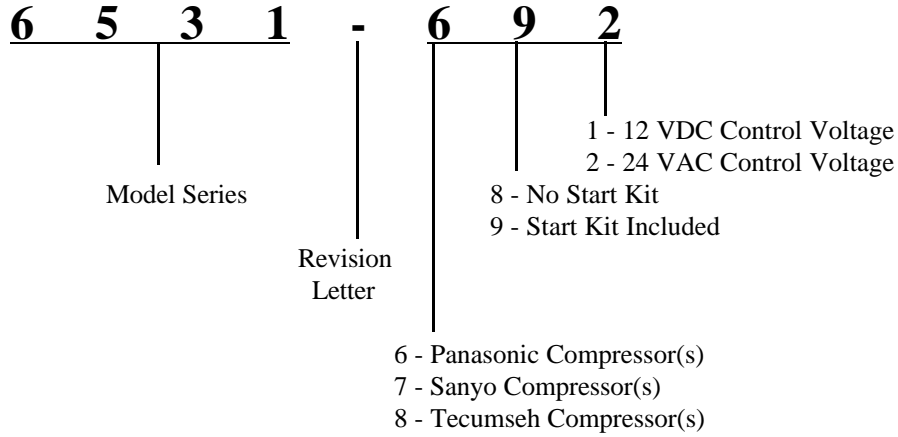 6 5 3 1 - 6 9 2
1 - 12 VDC Control Voltage
2 - 24 VAC Control Voltage
Model Series
8 - No Start Kit
9 - Start Kit Included
Revision
Letter
6 - Panasonic Compressor(s)
7 - Sanyo Compressor(s)
8 - Tecumseh Compressor(s)